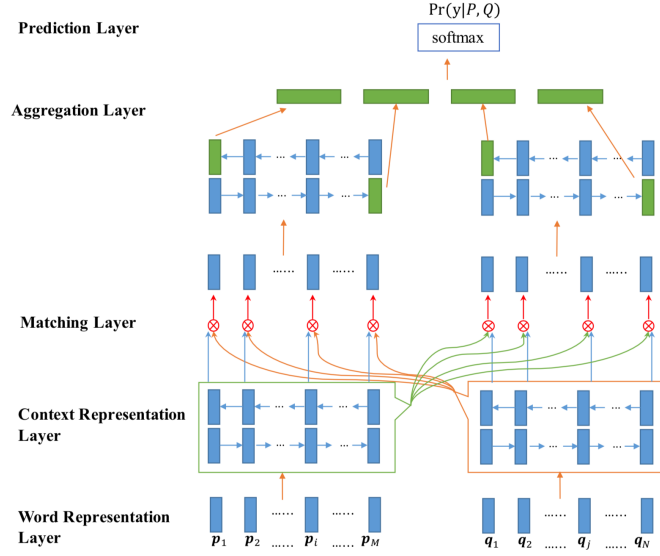 Pr(y|P, Q)
Prediction Layer
softmax
Aggregation Layer
... ... ... ...
... ... ... ...
...... ...... ...... ......
Matching Layer
Context Representation
Layer
... ... ... ...
... ... ... ...
Word Representation
Layer
...... ...... ...... ......
p1 p2 ...... pi ...... pM q1 q2 ...... qj ...... qN